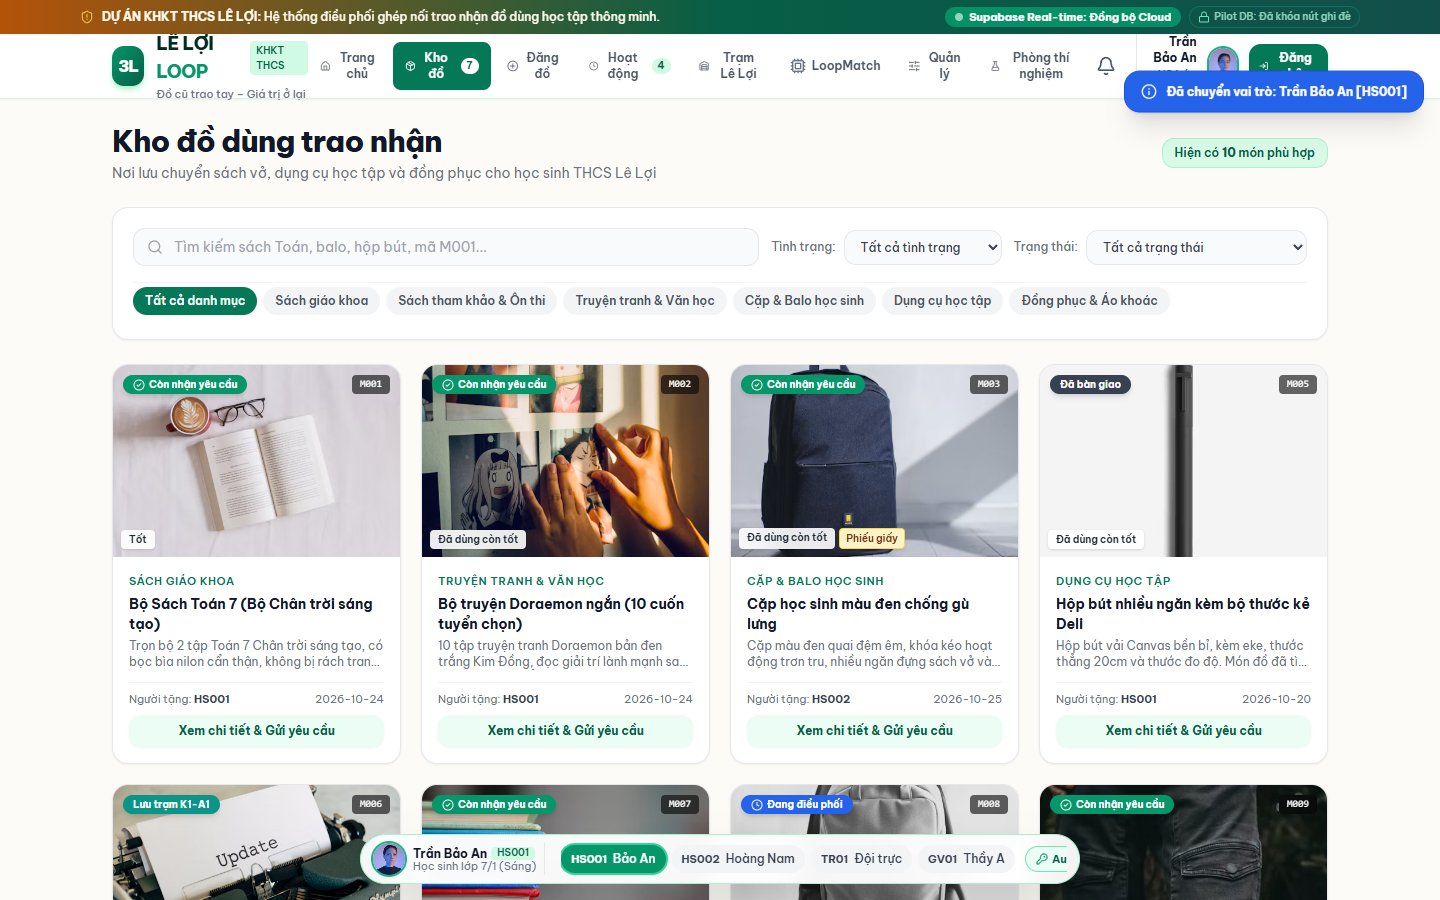 DỰ ÁN KHKT THCS LÊ LỢI: Hệ thống điều phối ghép nối trao nhận đồ dùng học tập thông minh.
Supabase Real-time: Đồng bộ Cloud
Pilot DB: Đã khóa nút ghi đè
3L
LÊ LỢI
LOOP
KHKT
THCS
Đồ cũ trao tay – Giá trị ở lại
Trang
chủ
Kho
đồ
7
Đăng
đồ
Hoạt
động
4
Trạm
Lê Lợi
LoopMatch
Quản
lý
Phòng thí
nghiệm
Trần
Bảo An
Đăng
Đã chuyển vai trò: Trần Bảo An [HS001]
Kho đồ dùng trao nhận
Nơi lưu chuyển sách vở, dụng cụ học tập và đồng phục cho học sinh THCS Lê Lợi
Hiện có 10 món phù hợp
Tìm kiếm sách Toán, balo, hộp bút, mã M001...
Tình trạng:
Tất cả tình trạng
Trạng thái:
Tất cả trạng thái
Tất cả danh mục
Sách giáo khoa
Sách tham khảo & Ôn thi
Truyện tranh & Văn học
Cặp & Balo học sinh
Dụng cụ học tập
Đồng phục & Áo khoác
Còn nhận yêu cầu
M001
Tốt
SÁCH GIÁO KHOA
Bộ Sách Toán 7 (Bộ Chân trời sáng
tạo)
Trọn bộ 2 tập Toán 7 Chân trời sáng tạo, có
bọc bìa nilon cẩn thận, không bị rách tran...
Người tặng: HS001
2026-10-24
Xem chi tiết & Gửi yêu cầu
Còn nhận yêu cầu
M002
Đã dùng còn tốt
TRUYỆN TRANH & VĂN HỌC
Bộ truyện Doraemon ngắn (10 cuốn
tuyển chọn)
10 tập truyện tranh Doraemon bản đen
trắng Kim Đồng, đọc giải trí lành mạnh sa...
Người tặng: HS001
2026-10-24
Xem chi tiết & Gửi yêu cầu
Còn nhận yêu cầu
M003
Đã dùng còn tốt
Phiếu giấy
CẶP & BALO HỌC SINH
Cặp học sinh màu đen chống gù
lưng
Cặp màu đen quai đệm êm, khóa kéo hoạt
động trơn tru, nhiều ngăn đựng sách vở và...
Người tặng: HS002
2026-10-25
Xem chi tiết & Gửi yêu cầu
Đã bàn giao
M005
Đã dùng còn tốt
DỤNG CỤ HỌC TẬP
Hộp bút nhiều ngăn kèm bộ thước kẻ
Deli
Hộp bút vải Canvas bền bỉ, kèm eke, thước
thẳng 20cm và thước đo độ. Món đồ đã tì...
Người tặng: HS001
2026-10-20
Xem chi tiết & Gửi yêu cầu
Lưu trạm K1-A1
M006
Update
Còn nhận yêu cầu
M007
Đang điều phối
M008
Còn nhận yêu cầu
M009
Trần Bảo An
HS001
Học sinh lớp 7/1 (Sáng)
HS001 Bảo An
HS002 Hoàng Nam
TR01 Đội trực
GV01 Thầy A
Au